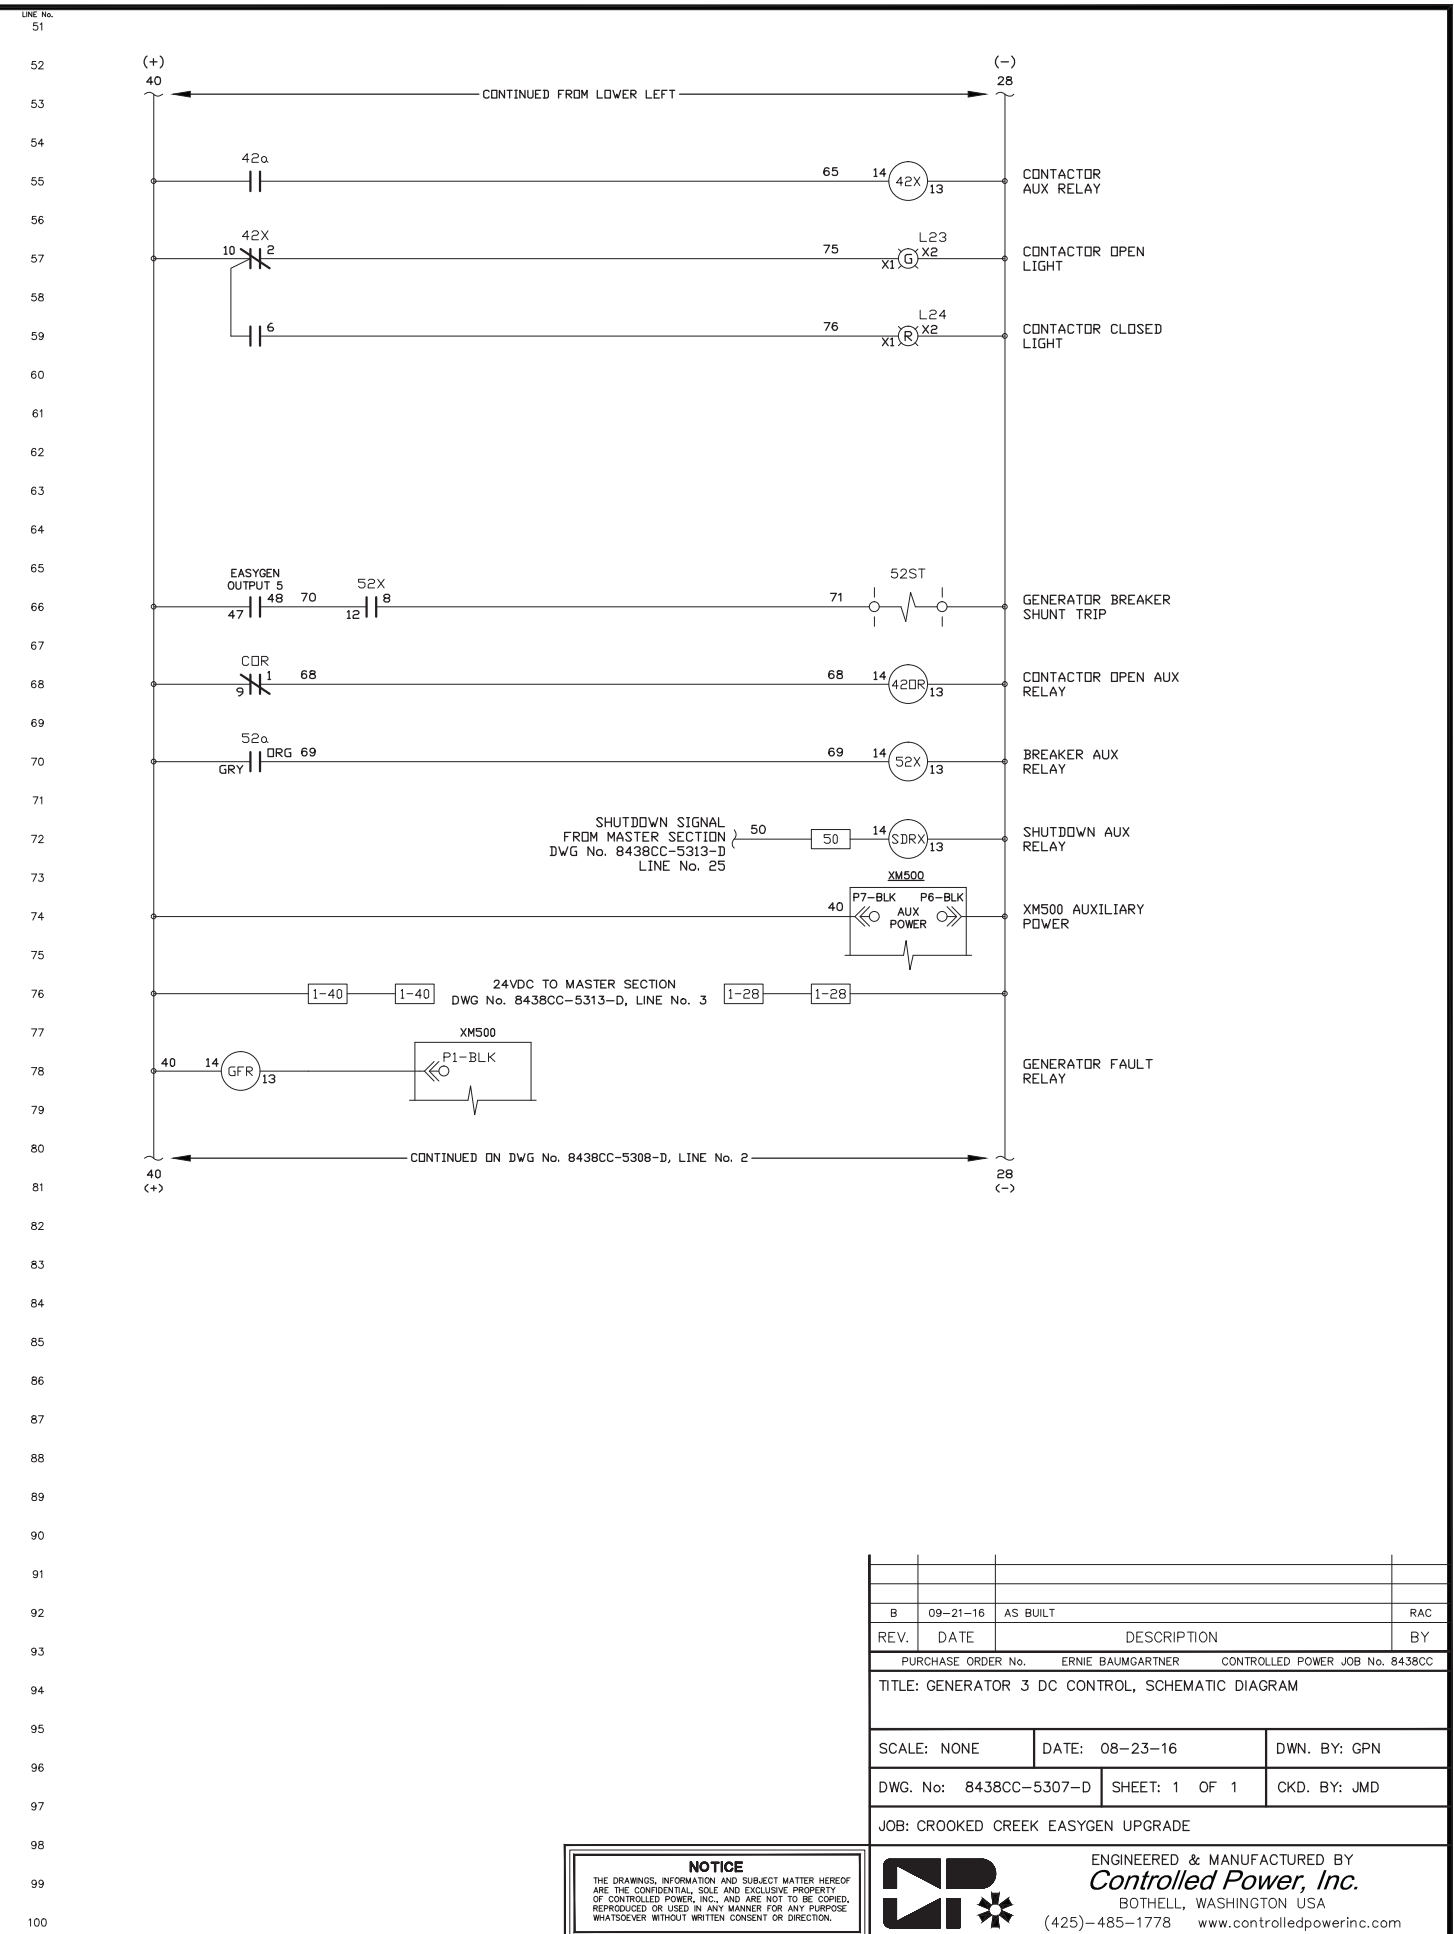 LINE No.
51
52
(+)
(-)
40
28
53
CONTINUED FROM LOWER LEFT
54
42a
55
65
14
42X
13
CONTACTOR
AUX RELAY
56
42X
57
10
2
75
L23
X1
G
X2
CONTACTOR OPEN
LIGHT
58
59
6
76
L24
X1
R
X2
CONTACTOR CLOSED
LIGHT
60
61
62
63
64
65
EASYGEN
OUTPUT 5
52X
52ST
66
47
48
70
12
8
71
GENERATOR BREAKER
SHUNT TRIP
67
COR
68
9
1
68
68
14
42OR
13
CONTACTOR OPEN AUX
RELAY
69
52a
70
GRY
ORG
69
69
14
52X
13
BREAKER AUX
RELAY
71
72
SHUTDOWN SIGNAL
FROM MASTER SECTION
DWG No. 8438CC-5313-D
LINE No. 25
50
50
14
SDRX
13
SHUTDOWN AUX
RELAY
73
XM500
74
40
P7-BLK
P6-BLK
AUX
POWER
XM500 AUXILIARY
POWER
75
76
1-40
1-40
24VDC TO MASTER SECTION
DWG No. 8438CC-5313-D, LINE No. 3
1-28
1-28
77
XM500
78
40
14
GFR
13
P1-BLK
GENERATOR FAULT
RELAY
79
80
CONTINUED ON DWG No. 8438CC-5308-D, LINE No. 2
40
28
81
(+)
(-)
82
83
84
85
86
87
88
89
90
91
92
B 09-21-16 AS BUILT RAC
REV. DATE DESCRIPTION BY
93
PURCHASE ORDER No. ERNIE BAUMGARTNER CONTROLLED POWER JOB No. 8438CC
94
TITLE: GENERATOR 3 DC CONTROL, SCHEMATIC DIAGRAM
95
SCALE: NONE DATE: 08-23-16 DWN. BY: GPN
96
DWG. No: 8438CC-5307-D SHEET: 1 OF 1 CKD. BY: JMD
97
JOB: CROOKED CREEK EASYGEN UPGRADE
98
99
100
NOTICE
THE DRAWINGS, INFORMATION AND SUBJECT MATTER HEREOF
ARE THE CONFIDENTIAL, SOLE AND EXCLUSIVE PROPERTY
OF CONTROLLED POWER, INC., AND ARE NOT TO BE COPIED,
REPRODUCED OR USED IN ANY MANNER FOR ANY PURPOSE
WHATSOEVER WITHOUT WRITTEN CONSENT OR DIRECTION.
ENGINEERED & MANUFACTURED BY
Controlled Power, Inc.
BOTHELL, WASHINGTON USA
(425)-485-1778 www.controlledpowerinc.com